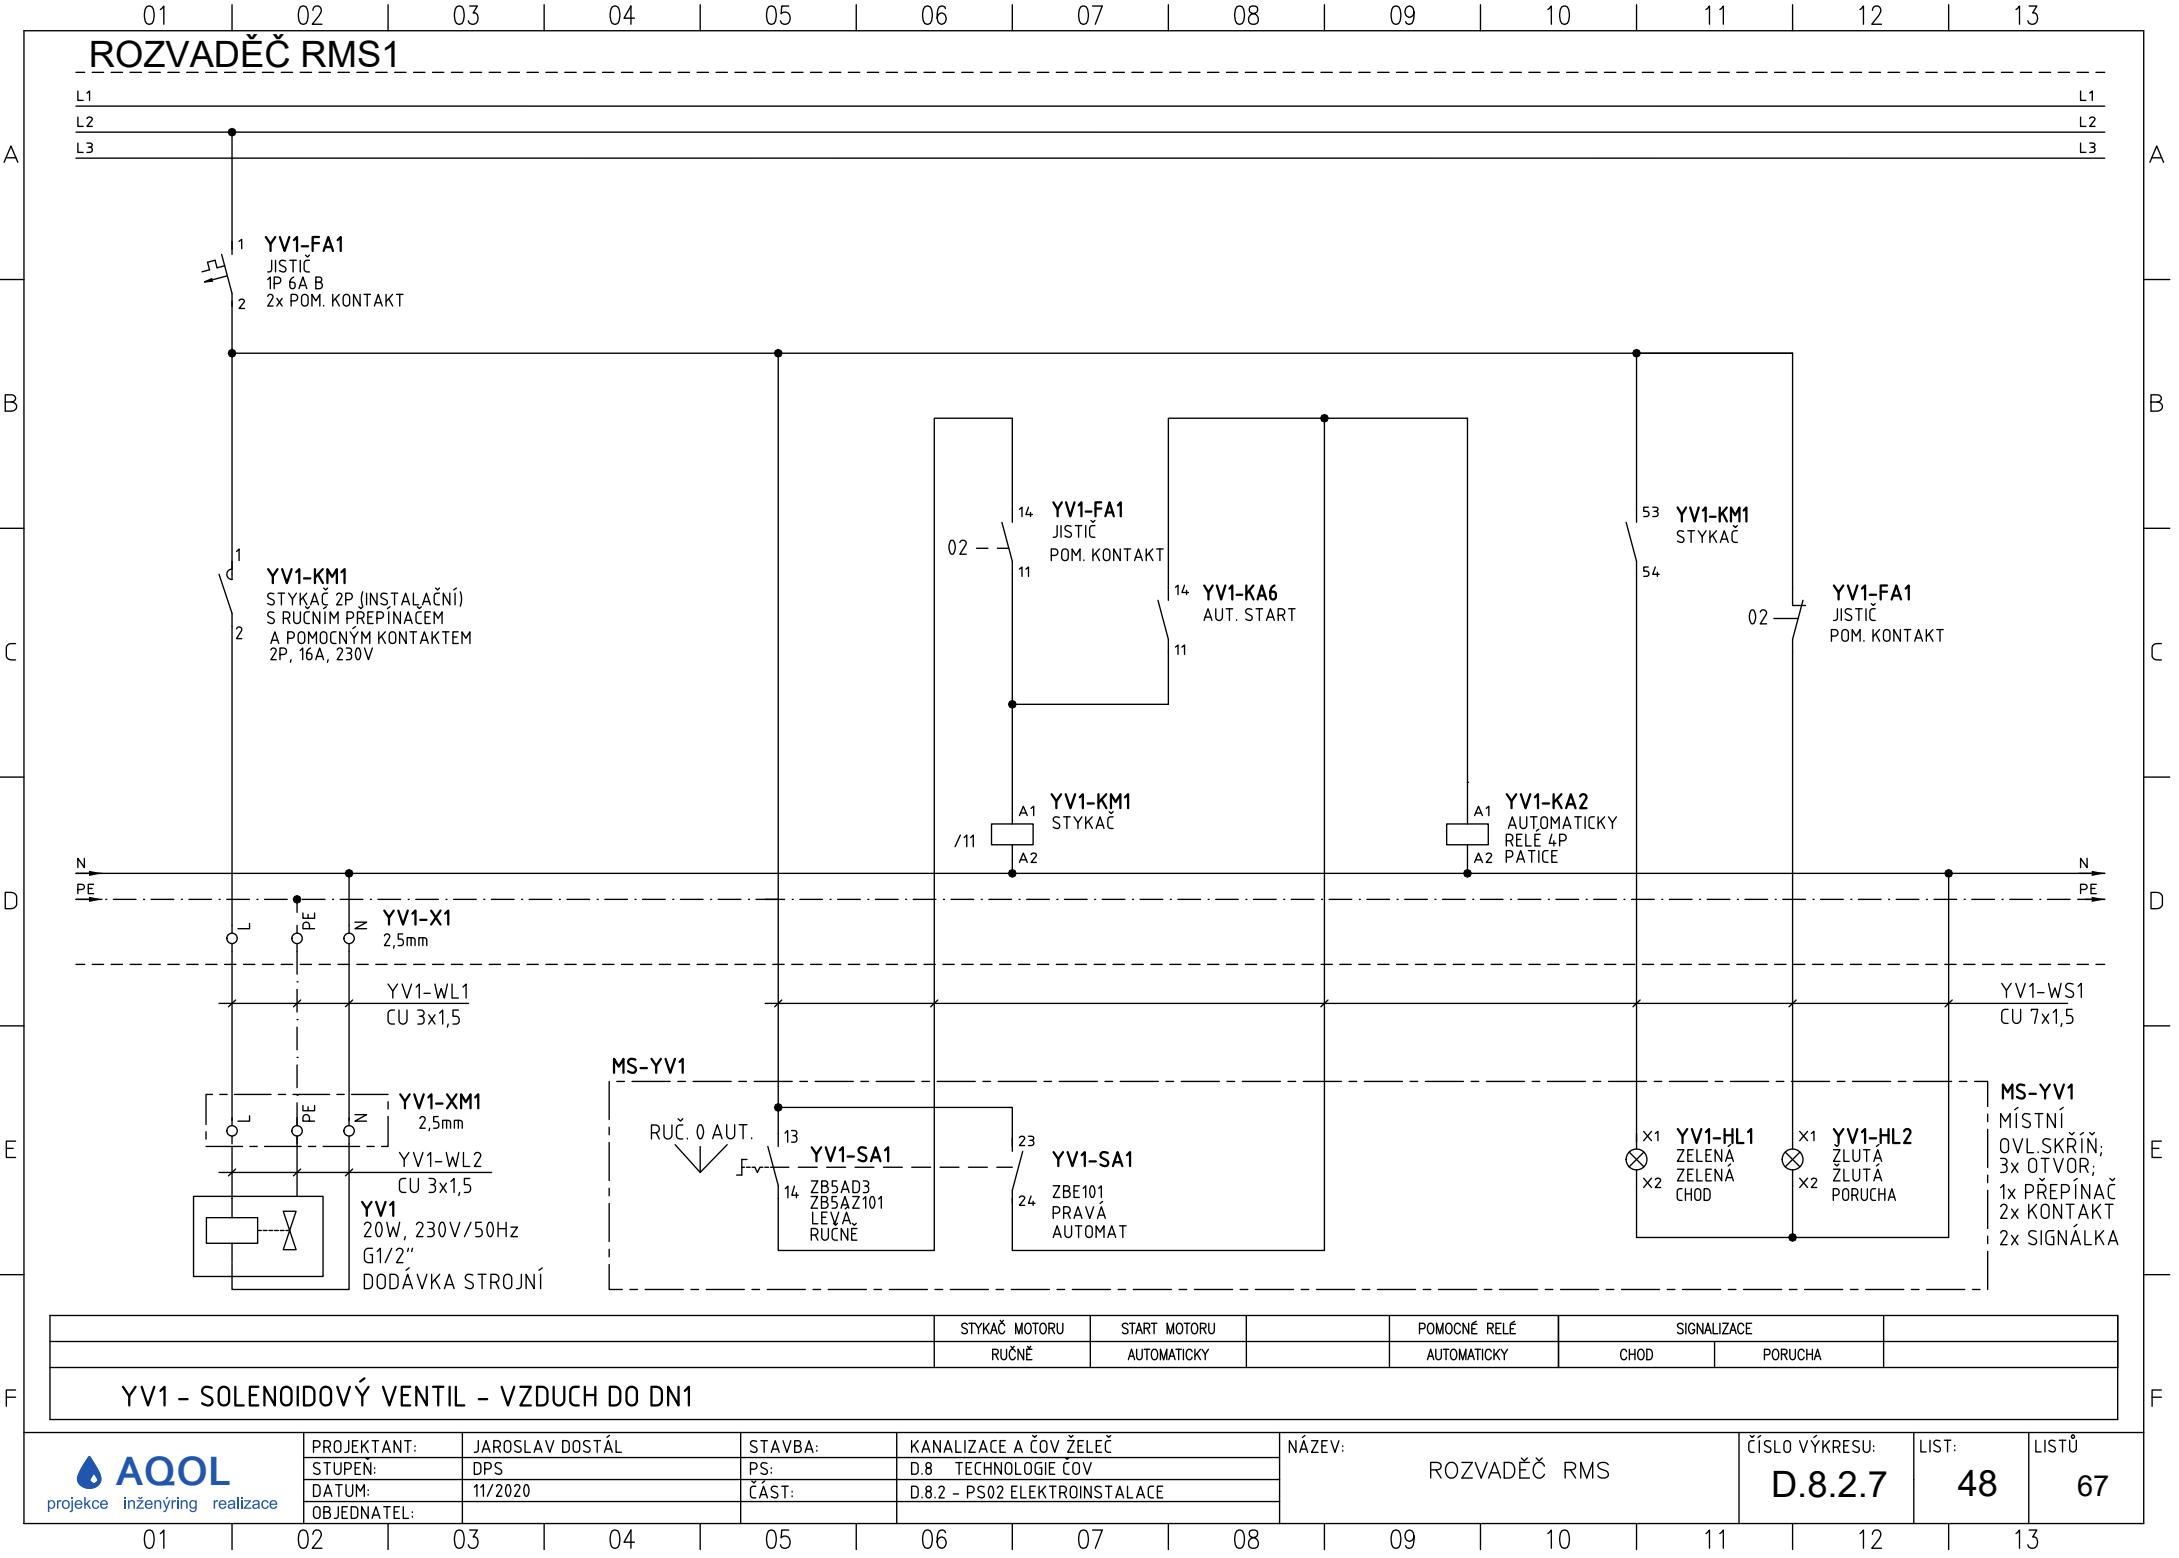 01 02 03 04 05 06 07 08 09 10 11 12 13
ROZVADĚČ RMS1
L1 L1
L2 L2
L3 L3
A A
1
YV1-FA1
JISTIČ
1P 6A B
2x POM. KONTAKT
2
B B
14
YV1-FA1
JISTIČ
POM. KONTAKT
02
11
53
YV1-KM1
STYKAČ
54
1
YV1-KM1
STYKAČ 2P (INSTALAČNÍ)
S RUČNÍM PŘEPÍNAČEM
A POMOCNÝM KONTAKTEM
2P, 16A, 230V
2
14
YV1-KA6
AUT. START
11
YV1-FA1
JISTIČ
POM. KONTAKT
02
C C
A1
YV1-KM1
STYKAČ
/11
A2
A1
YV1-KA2
AUTOMATICKY
RELÉ 4P
PATICE
A2
N N
PE PE
D D
L PE N
YV1-X1
2,5mm
YV1-WL1
CU 3x1,5
YV1-WS1
CU 7x1,5
MS-YV1
L PE N
YV1-XM1
2,5mm
YV1-WL2
CU 3x1,5
YV1
20W, 230V/50Hz
G1/2"
DODÁVKA STROJNÍ
RUČ. 0 AUT.
13
YV1-SA1
14
ZB5AD3
ZB5AZ101
LEVÁ
RUČNĚ
23
YV1-SA1
24
ZBE101
PRAVÁ
AUTOMAT
X1
YV1-HL1
ZELENÁ
ZELENÁ
CHOD
X2
X1
YV1-HL2
ŽLUTÁ
ŽLUTÁ
PORUCHA
X2
MS-YV1
MÍSTNÍ
OVL.SKŘÍŇ;
3x OTVOR;
1x PŘEPÍNAČ
2x KONTAKT
2x SIGNÁLKA
E E
STYKAČ MOTORU START MOTORU POMOCNÉ RELÉ SIGNALIZACE
RUČNĚ AUTOMATICKY AUTOMATICKY CHOD PORUCHA
F F
YV1 - SOLENOIDOVÝ VENTIL - VZDUCH DO DN1
AQOL
projekce inženýring realizace
PROJEKTANT: JAROSLAV DOSTÁL
STUPEŇ: DPS
DATUM: 11/2020
OBJEDNATEL:
STAVBA: KANALIZACE A ČOV ŽELEČ
PS: D.8 TECHNOLOGIE ČOV
ČÁST: D.8.2 - PS02 ELEKTROINSTALACE
NÁZEV:
ROZVADĚČ RMS
ČÍSLO VÝKRESU:
D.8.2.7
LIST:
48
LISTŮ
67
01 02 03 04 05 06 07 08 09 10 11 12 13